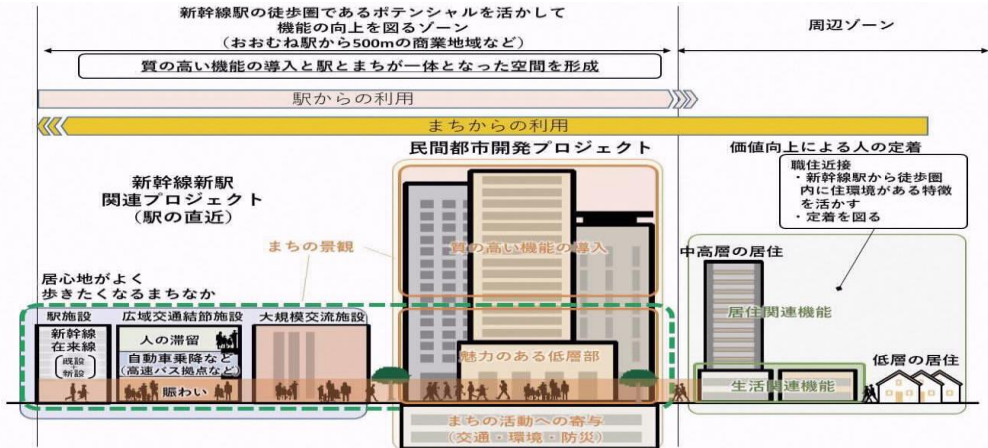 新幹線駅の徒歩圏であるポテンシャルを活かして
機能の向上を図るゾーン
(おおむね駅から500mの商業地域など)
周辺ゾーン
質の高い機能の導入と駅とまちが一体となった空間を形成
駅からの利用
まちからの利用
民間都市開発プロジェクト
価値向上による人の定着
職住近接
・新幹線駅から徒歩圏
内に住環境がある特徴
を活かす
・定着を図る
新幹線新駅
関連プロジェクト
(駅の直近)
まちの景観
質の高い機能の導入
中高層の居住
居心地がよく
歩きたくなるまちなか
居住関連機能
駅施設
広域交通結節施設
大規模交流施設
新幹線
在来線
(既設
+
新設)
人の滞留
自動車乗降など
(高速バス拠点など)
賑わい
魅力のある低層部
低層の居住
生活関連機能
まちの活動への寄与
(交通・環境・防災)